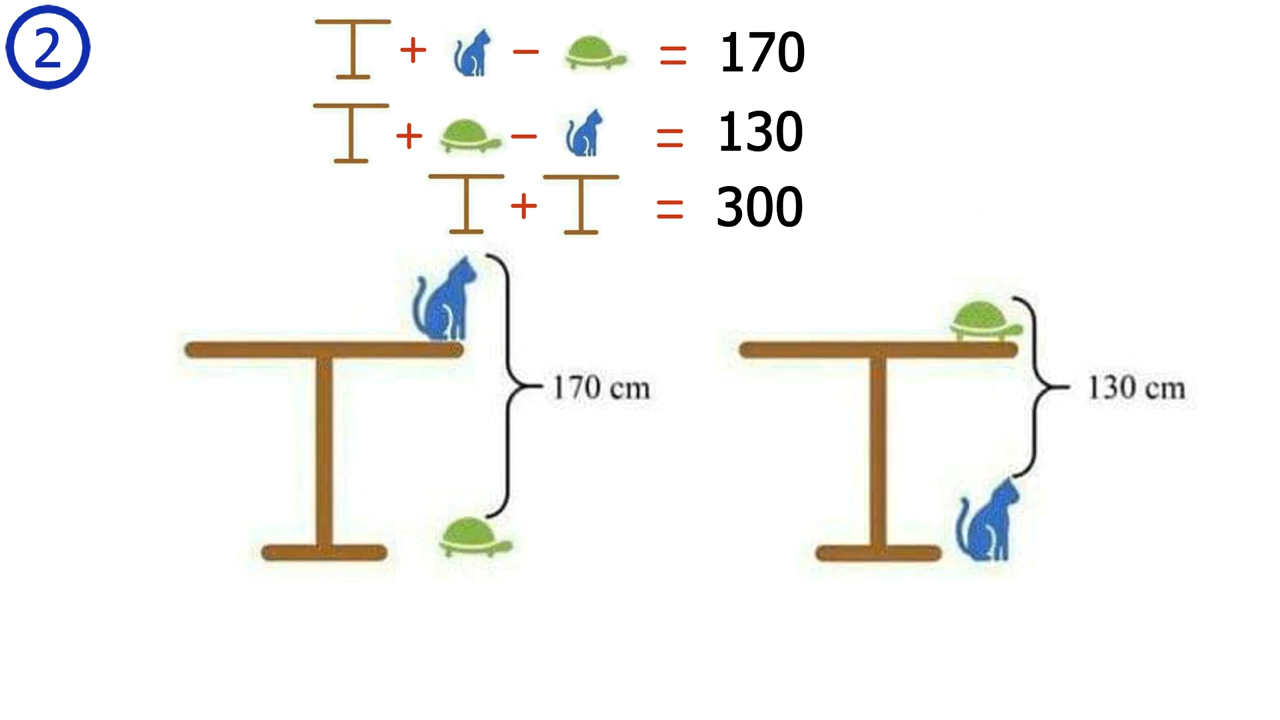 2
+ − = 170
+ − = 130
+ = 300
170 cm
130 cm